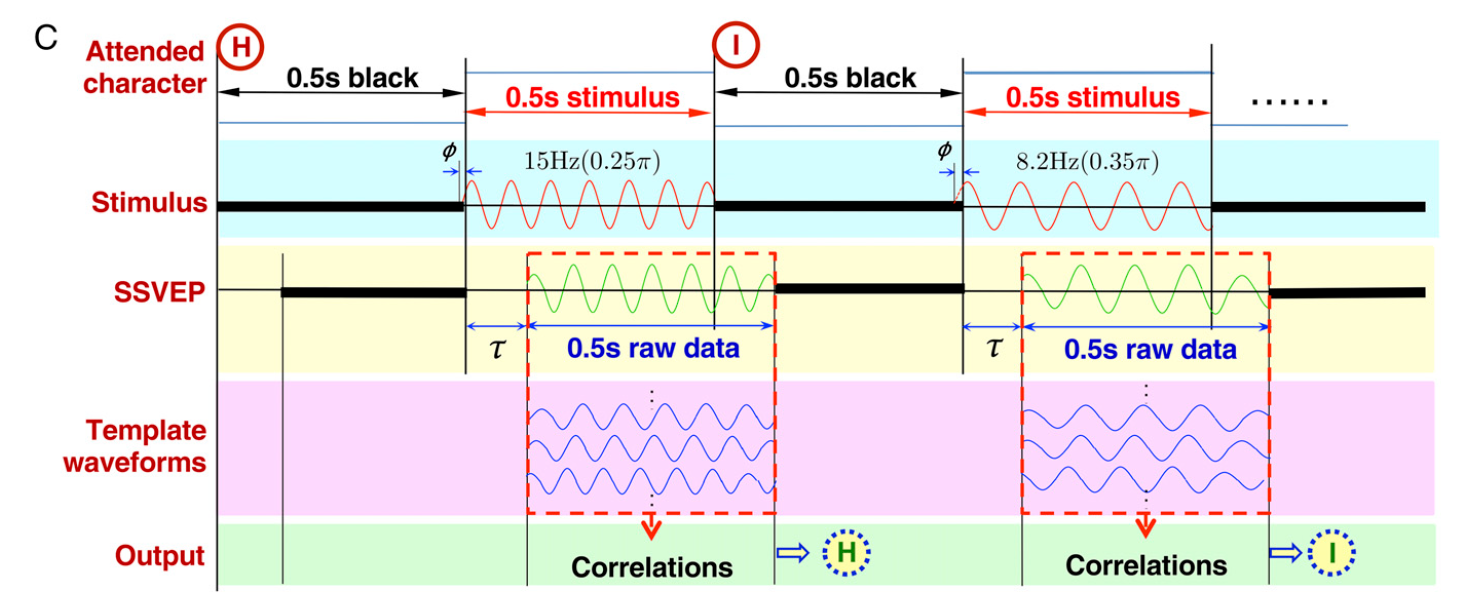 C
Attended
character
H
I
0.5s black
0.5s stimulus
0.5s black
0.5s stimulus
......
Stimulus
ϕ
15Hz(0.25π)
ϕ
8.2Hz(0.35π)
SSVEP
τ
0.5s raw data
τ
0.5s raw data
Template
waveforms
Output
Correlations
H
Correlations
I